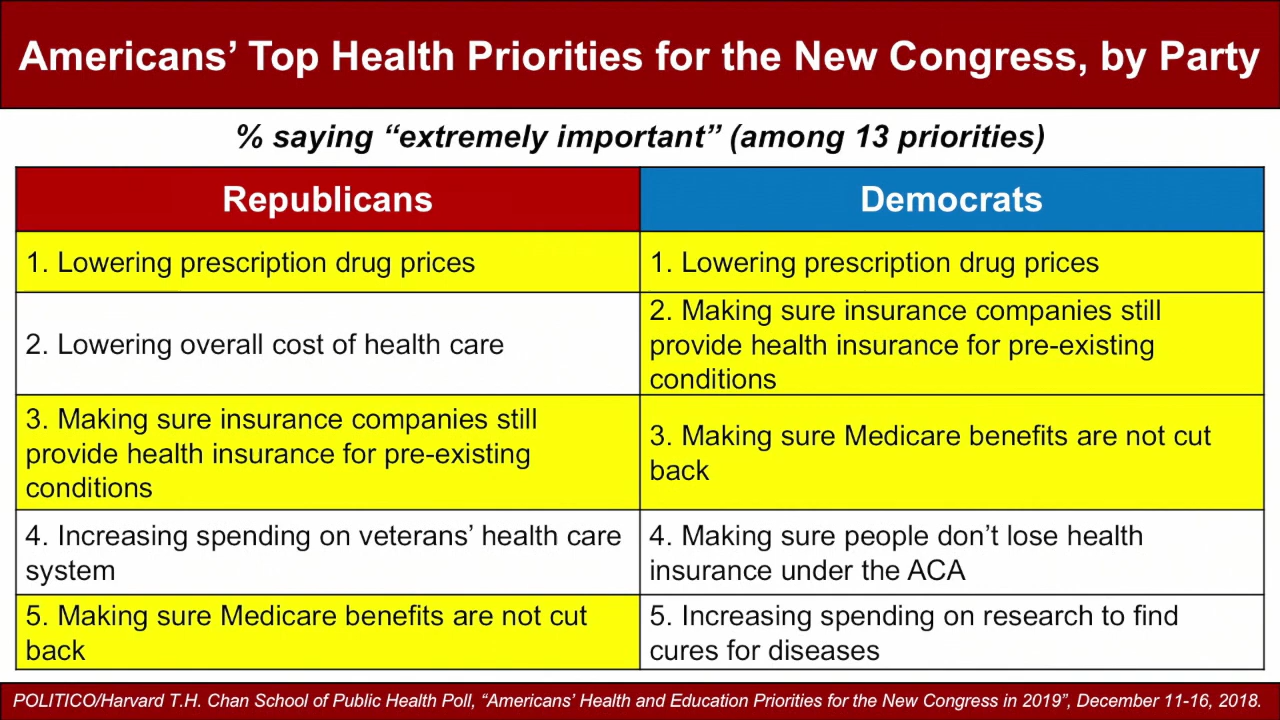 Americans’ Top Health Priorities for the New Congress, by Party
% saying “extremely important” (among 13 priorities)
Republicans
Democrats
1. Lowering prescription drug prices
1. Lowering prescription drug prices
2. Lowering overall cost of health care
2. Making sure insurance companies still
provide health insurance for pre-existing
conditions
3. Making sure insurance companies still
provide health insurance for pre-existing
conditions
3. Making sure Medicare benefits are not cut
back
4. Increasing spending on veterans’ health care
system
4. Making sure people don’t lose health
insurance under the ACA
5. Making sure Medicare benefits are not cut
back
5. Increasing spending on research to find
cures for diseases
POLITICO/Harvard T.H. Chan School of Public Health Poll, “Americans’ Health and Education Priorities for the New Congress in 2019”, December 11-16, 2018.